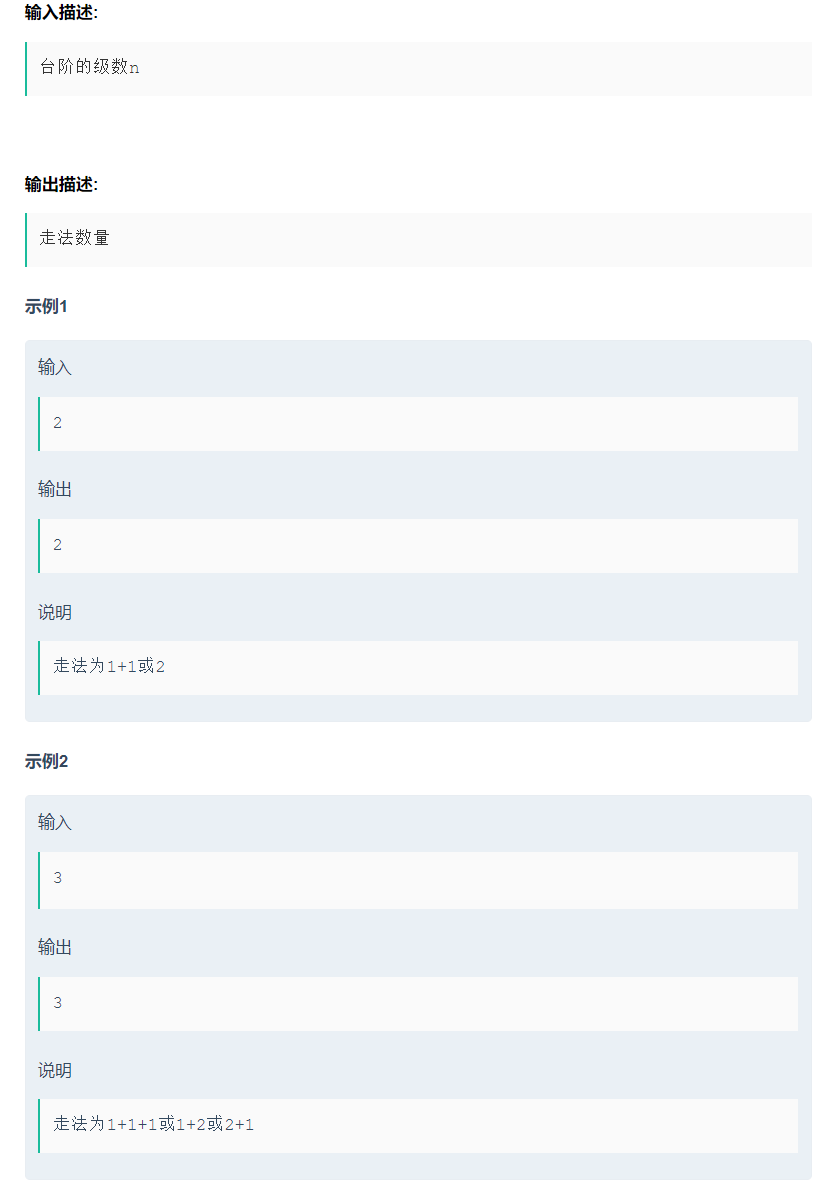 输入描述:
台阶的级数n
输出描述:
走法数量
示例1
输入
2
输出
2
说明
走法为1+1或2
示例2
输入
3
输出
3
说明
走法为1+1+1或1+2或2+1